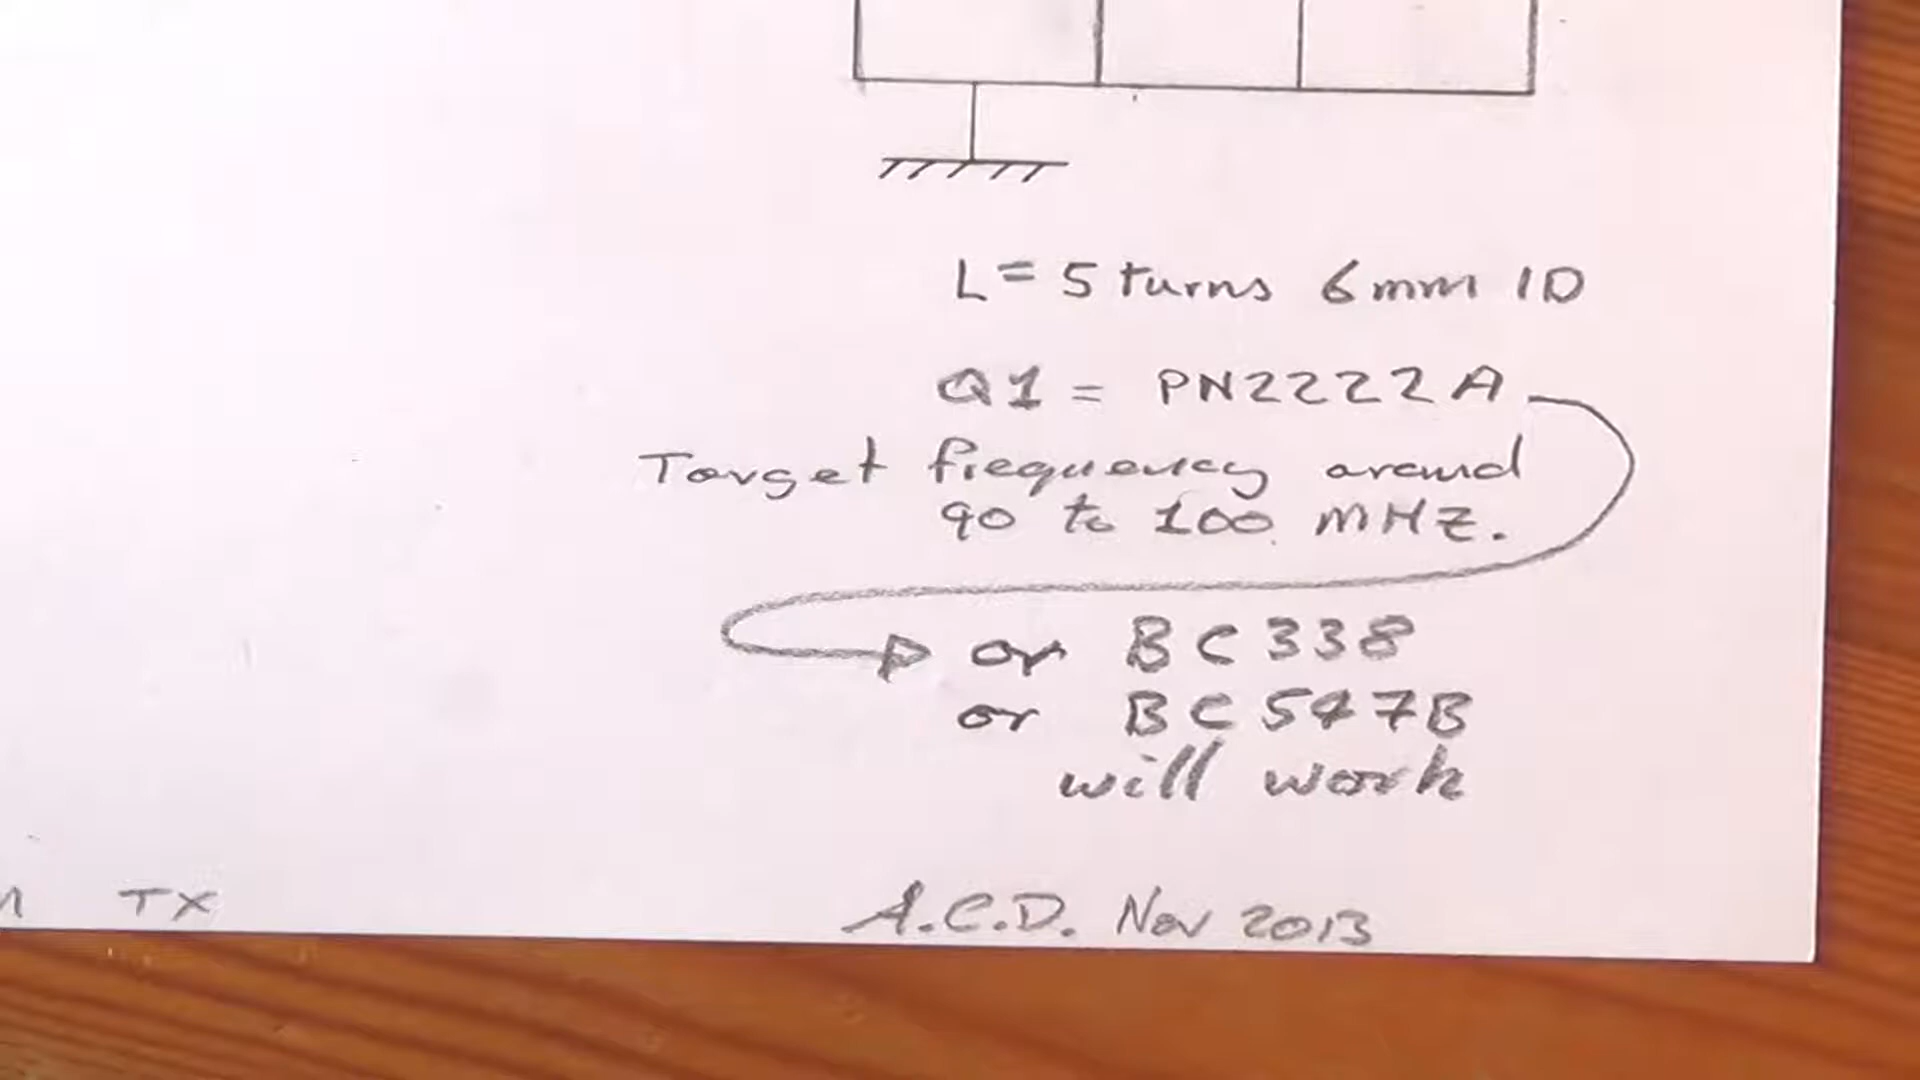 L = 5 turns 6mm ID
Q1 = PN2222A
Target frequency around
90 to 100 MHZ.
or BC338
or BC547B
will work
TX
A.C.D. Nov 2013